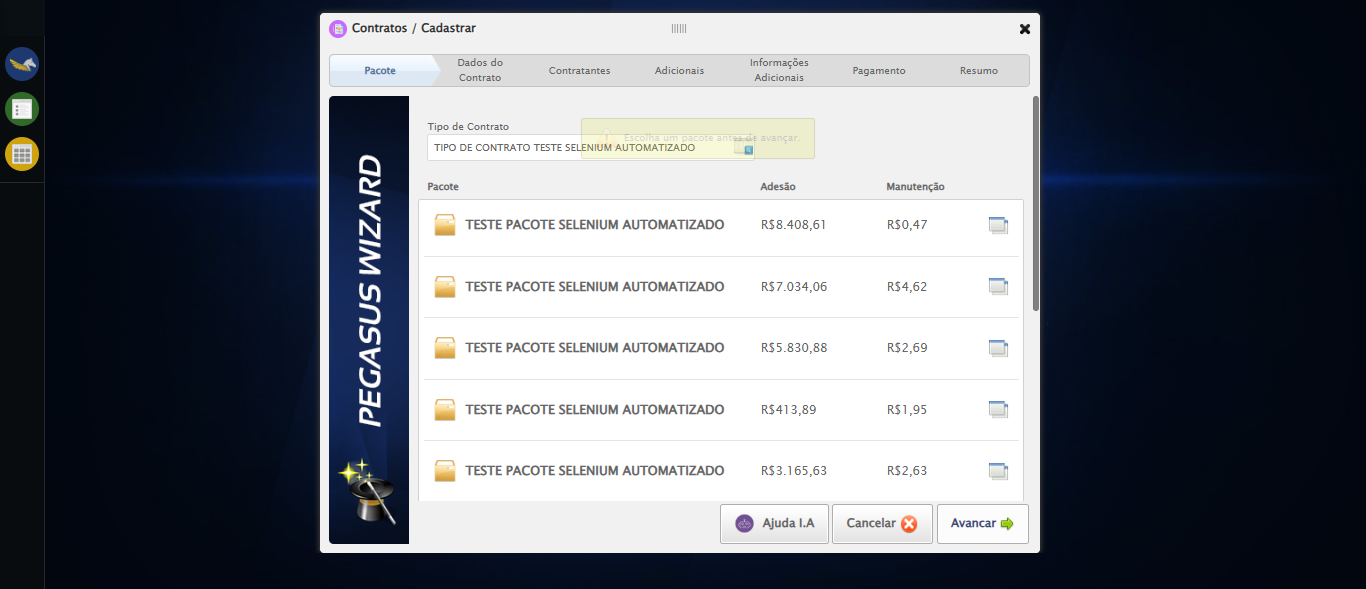 Contratos / Cadastrar
Pacote
Dados do
Contrato
Contratantes
Adicionais
Informações
Adicionais
Pagamento
Resumo
PEGASUS WIZARD
Tipo de Contrato
Escolha um pacote antes de avançar.
TIPO DE CONTRATO TESTE SELENIUM AUTOMATIZADO
Pacote Adesão Manutenção
TESTE PACOTE SELENIUM AUTOMATIZADO R$8.408,61 R$0,47
TESTE PACOTE SELENIUM AUTOMATIZADO R$7.034,06 R$4,62
TESTE PACOTE SELENIUM AUTOMATIZADO R$5.830,88 R$2,69
TESTE PACOTE SELENIUM AUTOMATIZADO R$413,89 R$1,95
TESTE PACOTE SELENIUM AUTOMATIZADO R$3.165,63 R$2,63
Ajuda I.A Cancelar Avancar